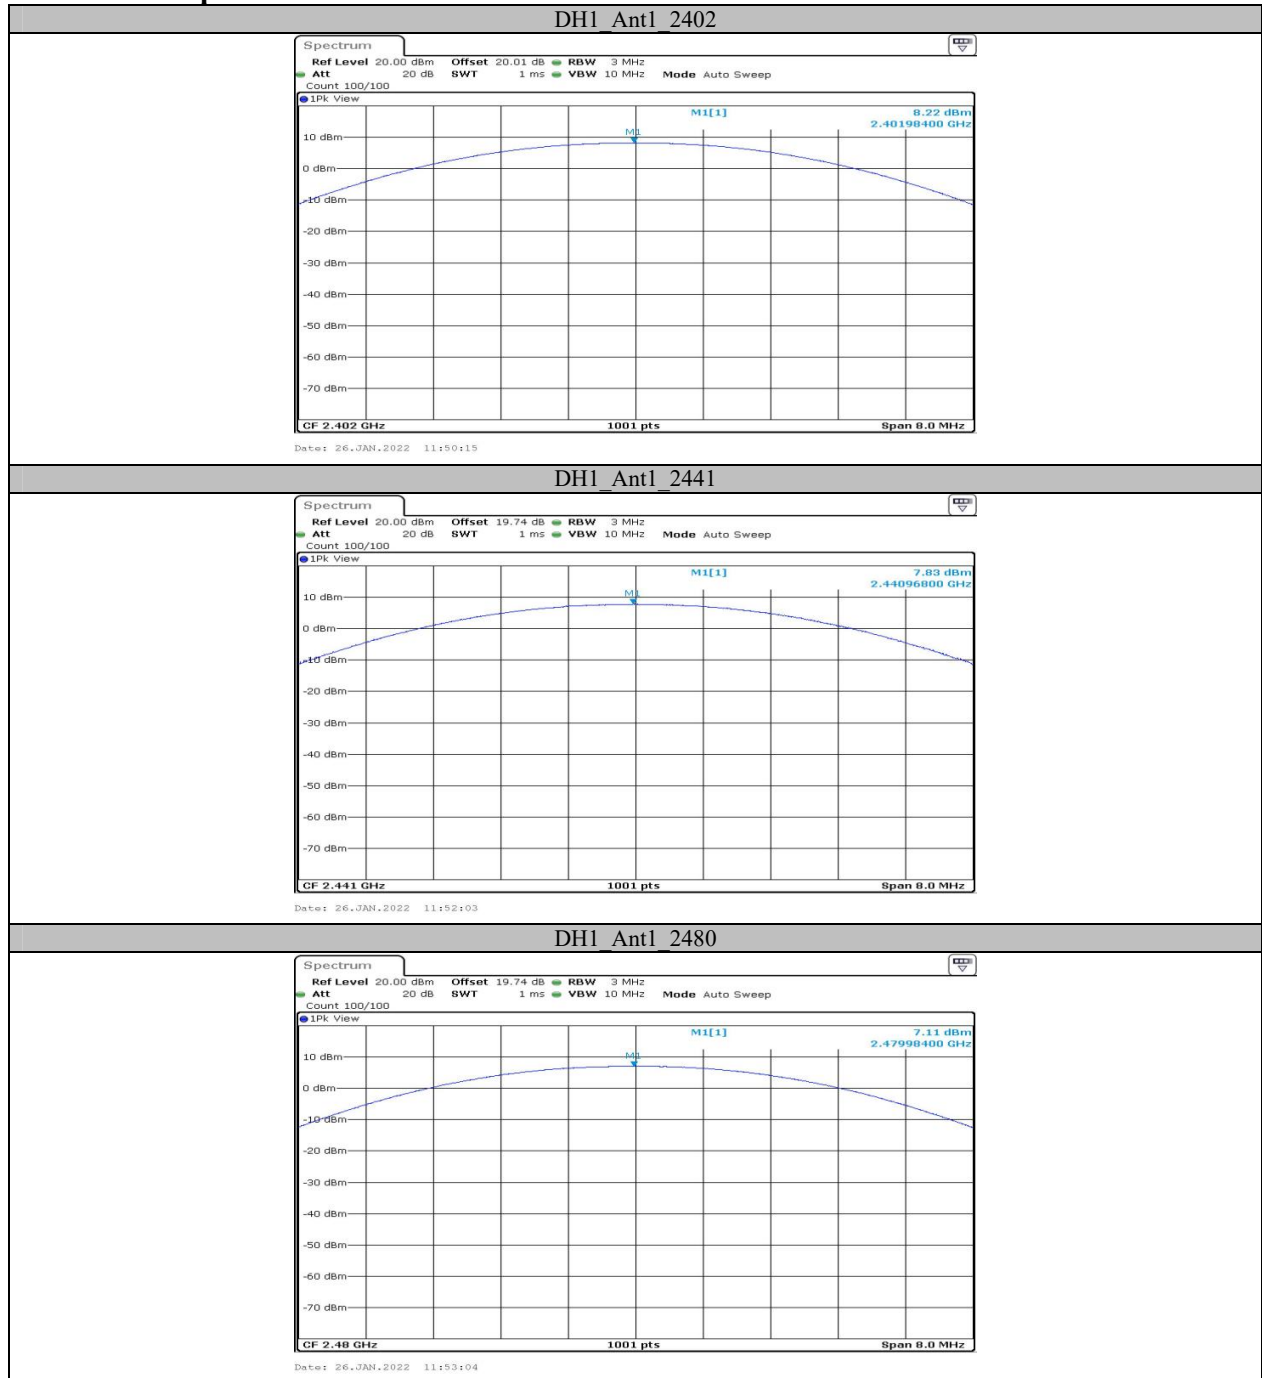 DH1_Ant1_2402
Spectrum
Ref Level 20.00 dBm Offset 20.01 dB RBW 3 MHz
Att 20 dB SWT 1 ms VBW 10 MHz Mode Auto Sweep
Count 100/100
1Pk View
M1[1] 8.22 dBm
2.40198400 GHz
M1
10 dBm
0 dBm
-10 dBm
-20 dBm
-30 dBm
-40 dBm
-50 dBm
-60 dBm
-70 dBm
CF 2.402 GHz 1001 pts Span 8.0 MHz
Date: 26.JAN.2022 11:50:15
DH1_Ant1_2441
Spectrum
Ref Level 20.00 dBm Offset 19.74 dB RBW 3 MHz
Att 20 dB SWT 1 ms VBW 10 MHz Mode Auto Sweep
Count 100/100
1Pk View
M1[1] 7.83 dBm
2.44096800 GHz
M1
10 dBm
0 dBm
-10 dBm
-20 dBm
-30 dBm
-40 dBm
-50 dBm
-60 dBm
-70 dBm
CF 2.441 GHz 1001 pts Span 8.0 MHz
Date: 26.JAN.2022 11:52:03
DH1_Ant1_2480
Spectrum
Ref Level 20.00 dBm Offset 19.74 dB RBW 3 MHz
Att 20 dB SWT 1 ms VBW 10 MHz Mode Auto Sweep
Count 100/100
1Pk View
M1[1] 7.11 dBm
2.47998400 GHz
M1
10 dBm
0 dBm
-10 dBm
-20 dBm
-30 dBm
-40 dBm
-50 dBm
-60 dBm
-70 dBm
CF 2.48 GHz 1001 pts Span 8.0 MHz
Date: 26.JAN.2022 11:53:04